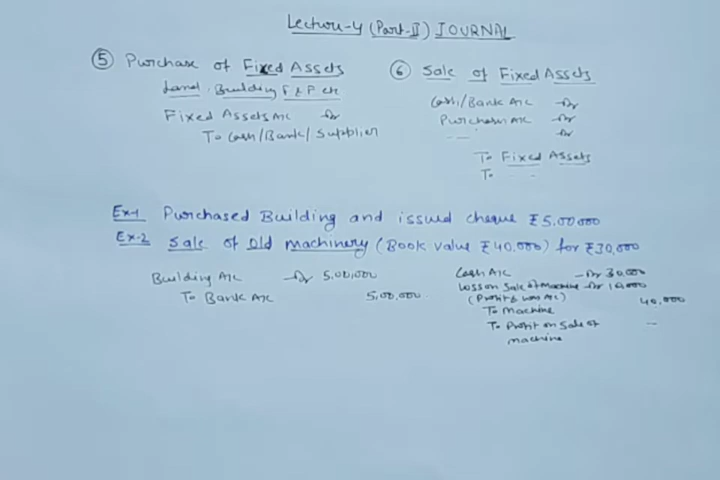 Lecture-4 (Part-II) JOURNAL
⑤ Purchase of Fixed Assets
Land. Building F & F etc
Fixed Assets A/c Dr
To Cash/Bank/Supplier
⑥ Sale of Fixed Assets
Cash/Bank A/c Dr
Purchaser A/c Dr
-- Dr
To Fixed Assets
To -
Ex-1 Purchased Building and issued cheque ₹5,00,000
Ex-2 Sale of Old machinery (Book value ₹40,000) for ₹30,000
Building A/c - Dr 5,00,000
To Bank A/c 5,00,000.
Cash A/c - Dr 30,000
Loss on Sale of Machine - Dr 10,000
(Profit & Loss A/c)
To Machine 40,000
To Profit on Sale of --
machine